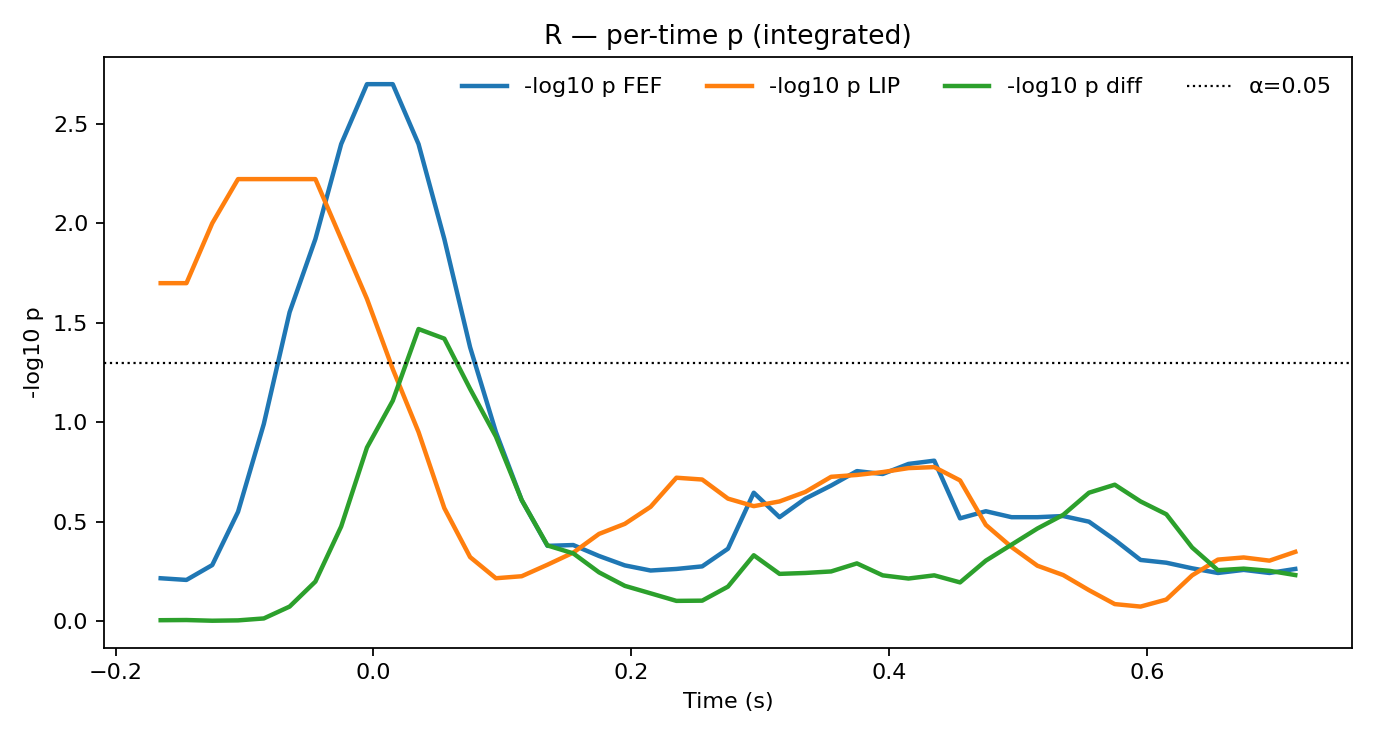 R — per-time p (integrated)
-log10 p FEF
-log10 p LIP
-log10 p diff
α=0.05
-log10 p
2.5
2.0
1.5
1.0
0.5
0.0
−0.2
0.0
0.2
0.4
0.6
Time (s)